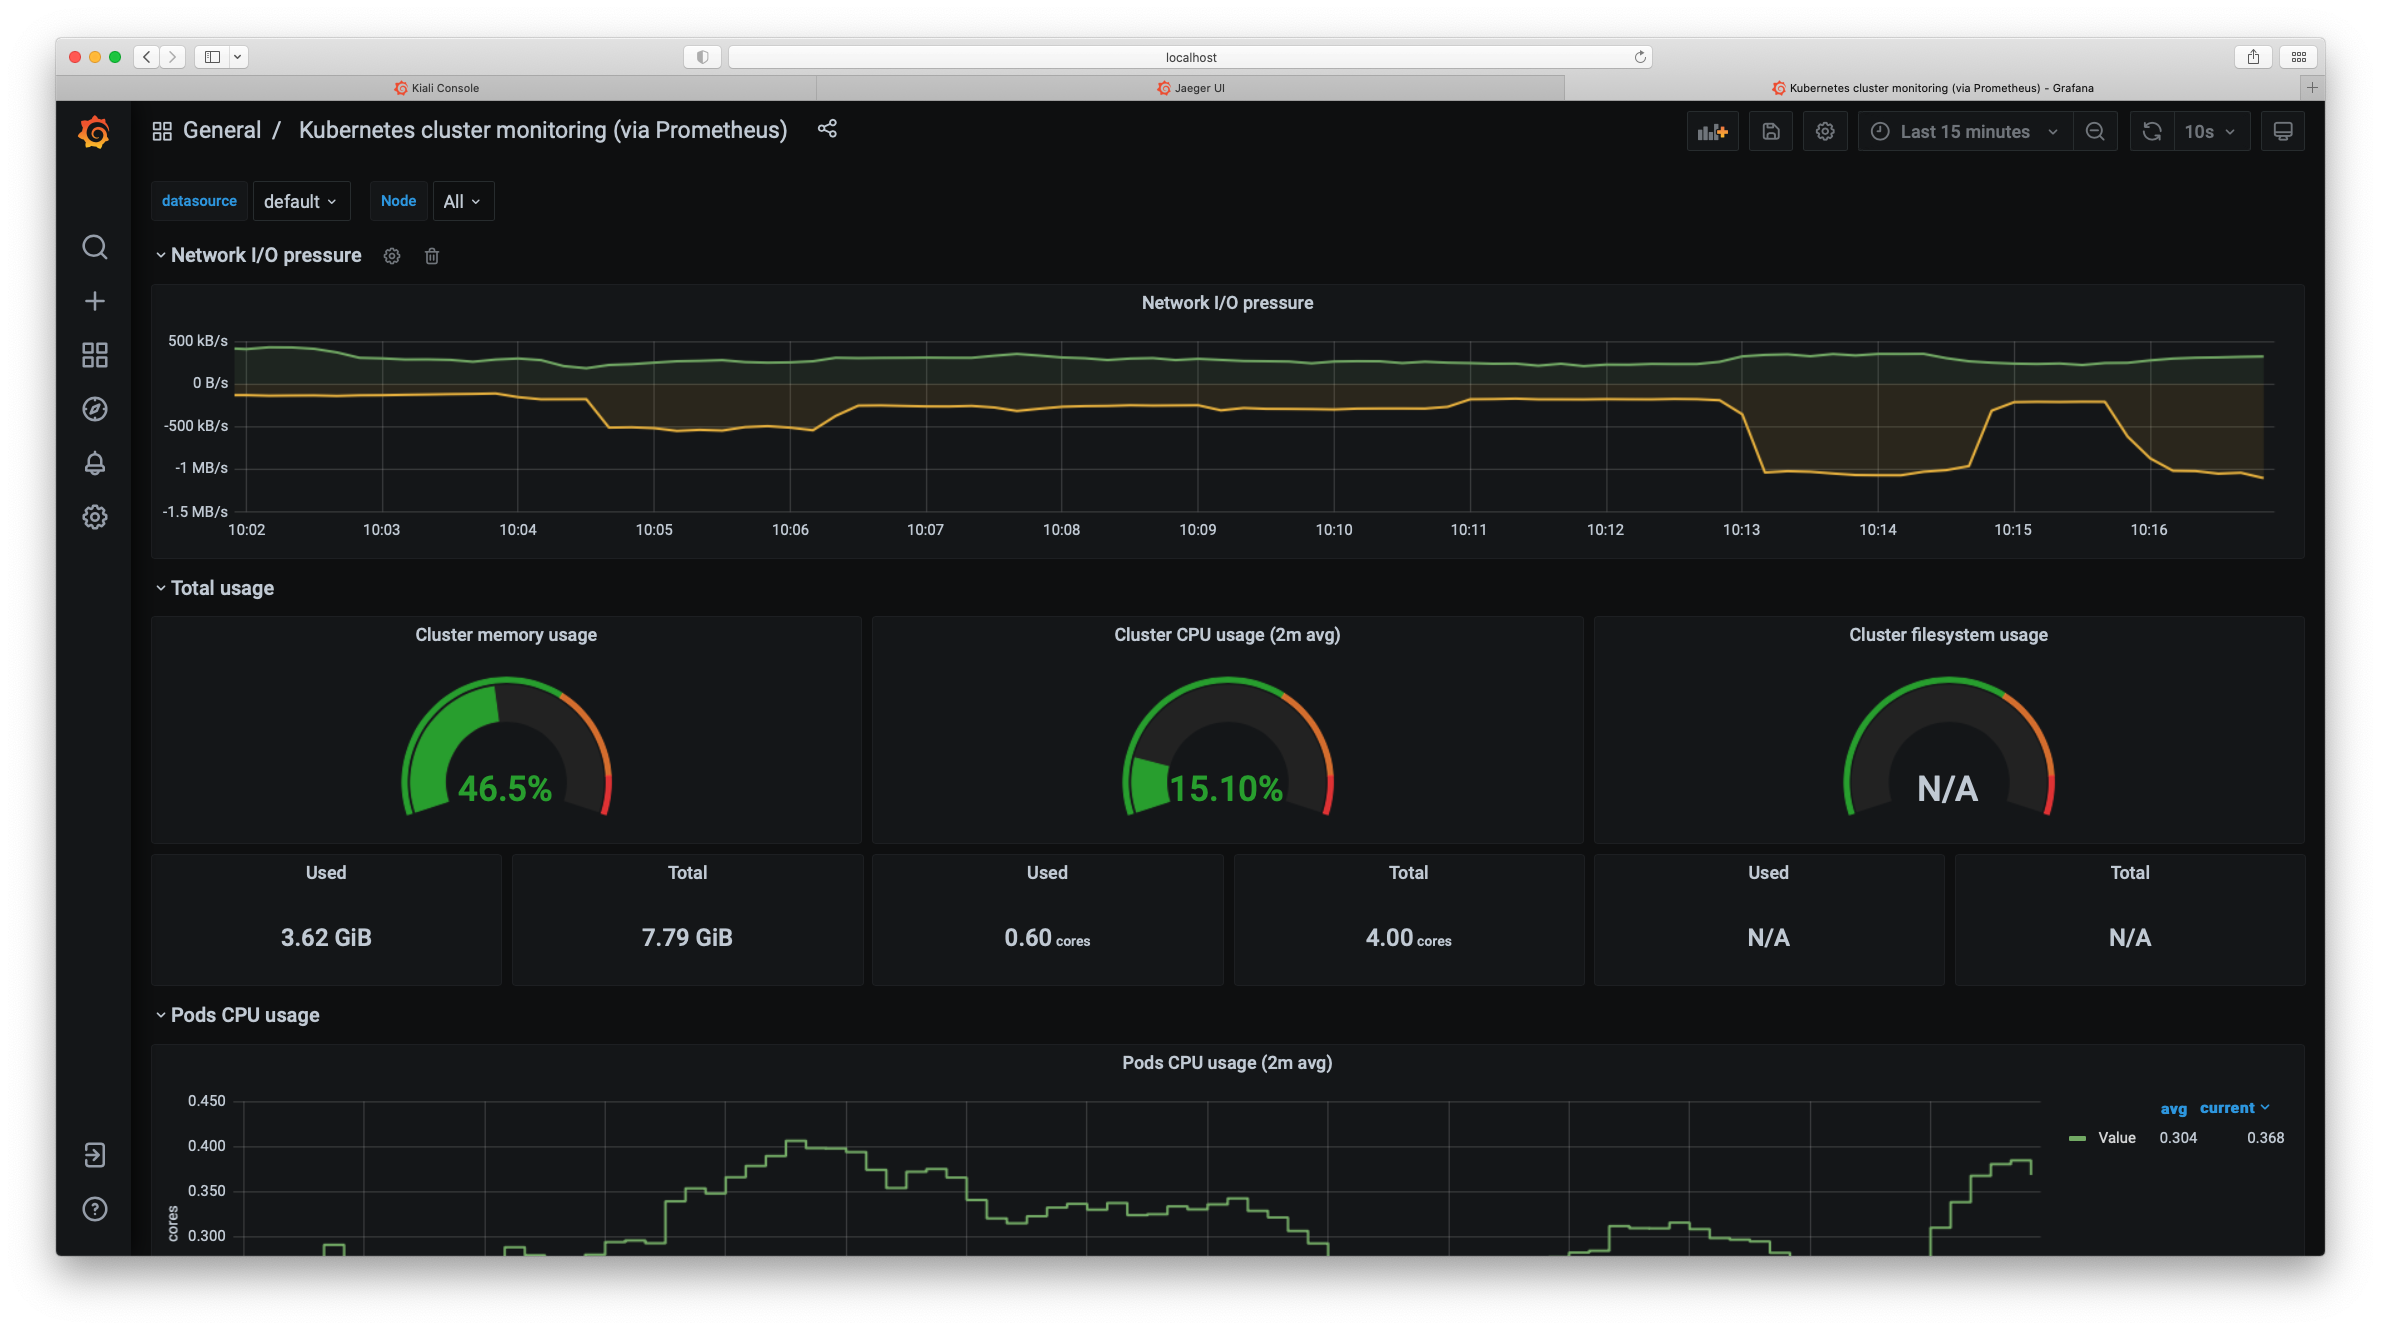 localhost
Kiali Console
Jaeger UI
Kubernetes cluster monitoring (via Prometheus) - Grafana
General / Kubernetes cluster monitoring (via Prometheus)
Last 15 minutes
10s
datasource
default
Node
All
Network I/O pressure
Network I/O pressure
500 kB/s
0 B/s
-500 kB/s
-1 MB/s
-1.5 MB/s
10:02 10:03 10:04 10:05 10:06 10:07 10:08 10:09 10:10 10:11 10:12 10:13 10:14 10:15 10:16
Total usage
Cluster memory usage
46.5%
Cluster CPU usage (2m avg)
15.10%
Cluster filesystem usage
N/A
Used
3.62 GiB
Total
7.79 GiB
Used
0.60 cores
Total
4.00 cores
Used
N/A
Total
N/A
Pods CPU usage
Pods CPU usage (2m avg)
0.450
0.400
0.350
0.300
cores
avg current
Value 0.304 0.368